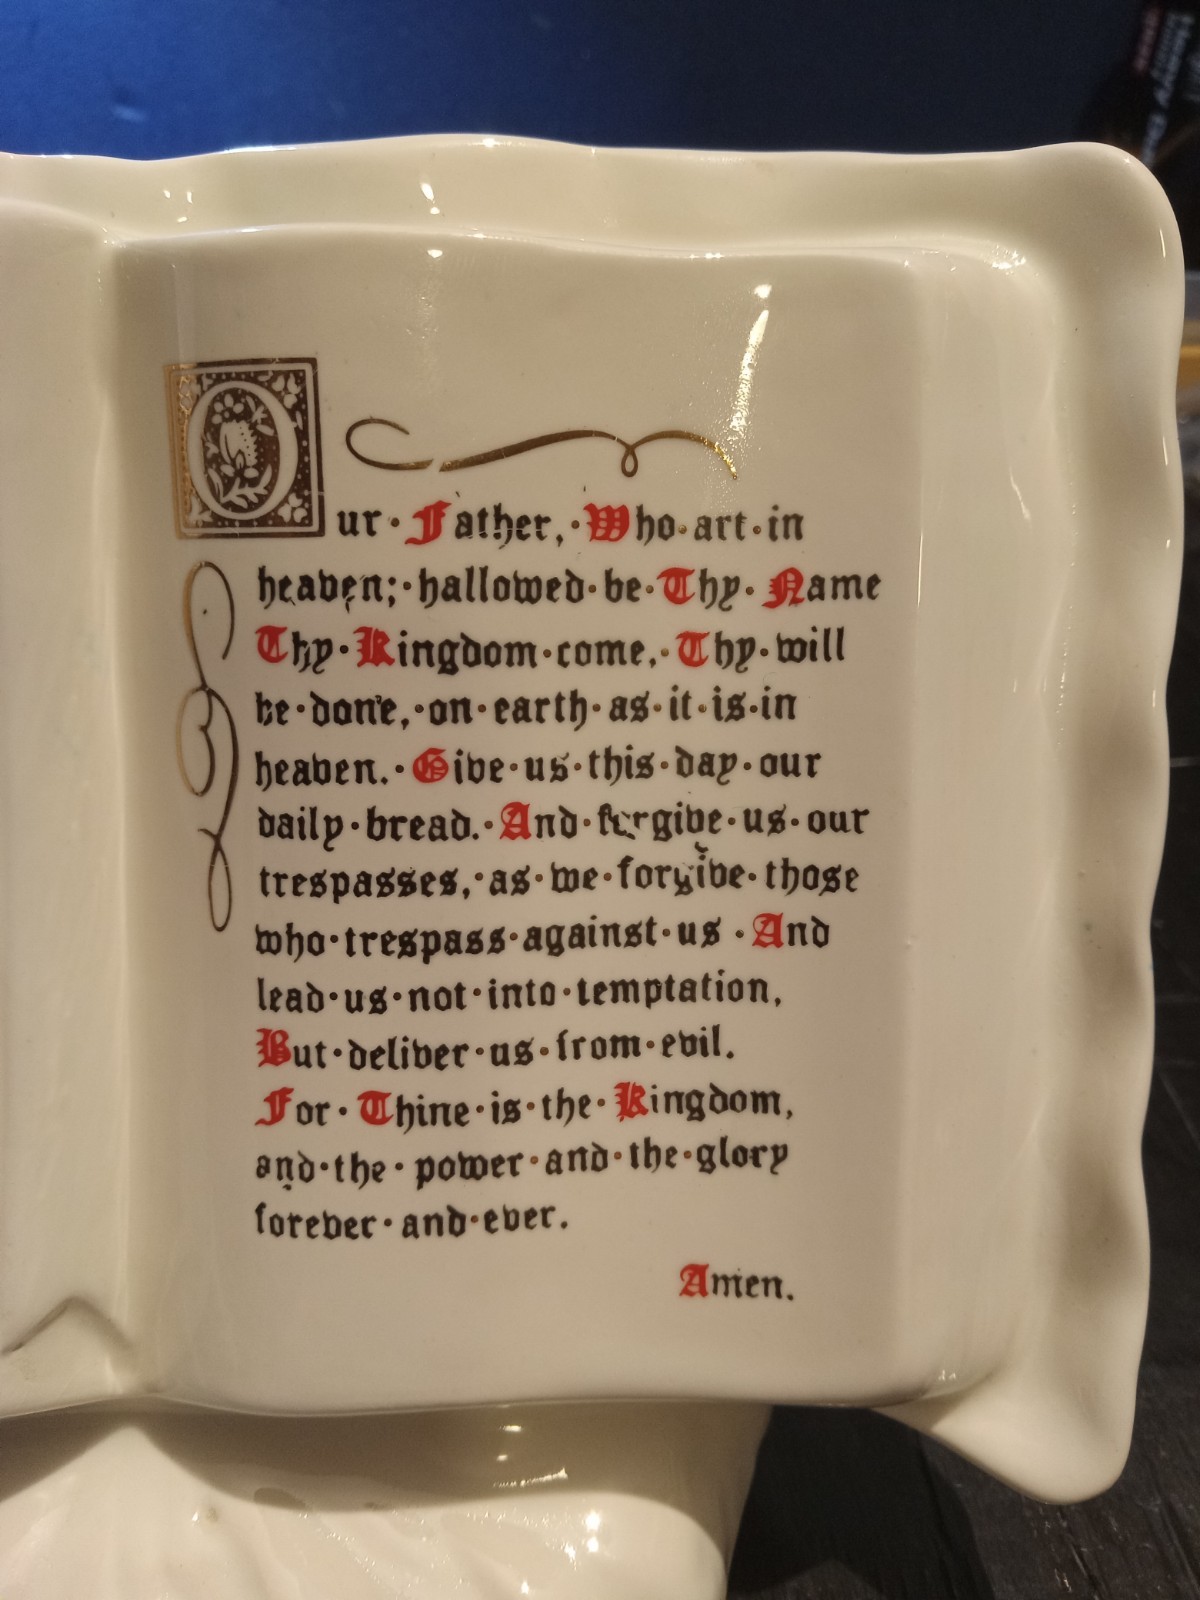 Our · Father, · Who · art · in
heaven; · hallowed · be · Thy · Name
Thy · Kingdom · come, · Thy · will
be · done, · on · earth · as · it · is · in
heaven. · Give · us · this · day · our
daily · bread. · And · forgive · us · our
trespasses, · as · we · forgive · those
who · trespass · against · us · And
lead · us · not · into · temptation,
But · deliver · us · from · evil.
For · Thine · is · the · Kingdom,
and · the · power · and · the · glory
forever · and · ever.
Amen.